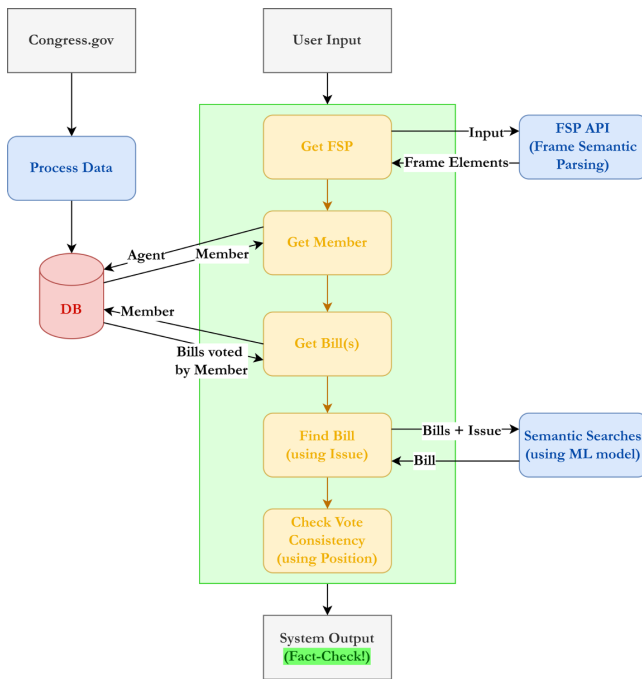 Congress.gov
User Input
Get FSP
Input
Frame Elements
FSP API
(Frame Semantic
Parsing)
Process Data
Get Member
Agent
Member
DB
Member
Bills voted
by Member
Get Bill(s)
Find Bill
(using Issue)
Bills + Issue
Bill
Semantic Searches
(using ML model)
Check Vote
Consistency
(using Position)
System Output
(Fact-Check!)